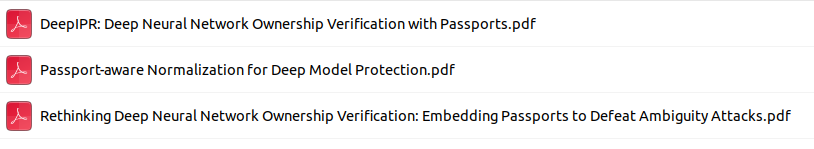 DeepIPR: Deep Neural Network Ownership Verification with Passports.pdf
Passport-aware Normalization for Deep Model Protection.pdf
Rethinking Deep Neural Network Ownership Verification: Embedding Passports to Defeat Ambiguity Attacks.pdf